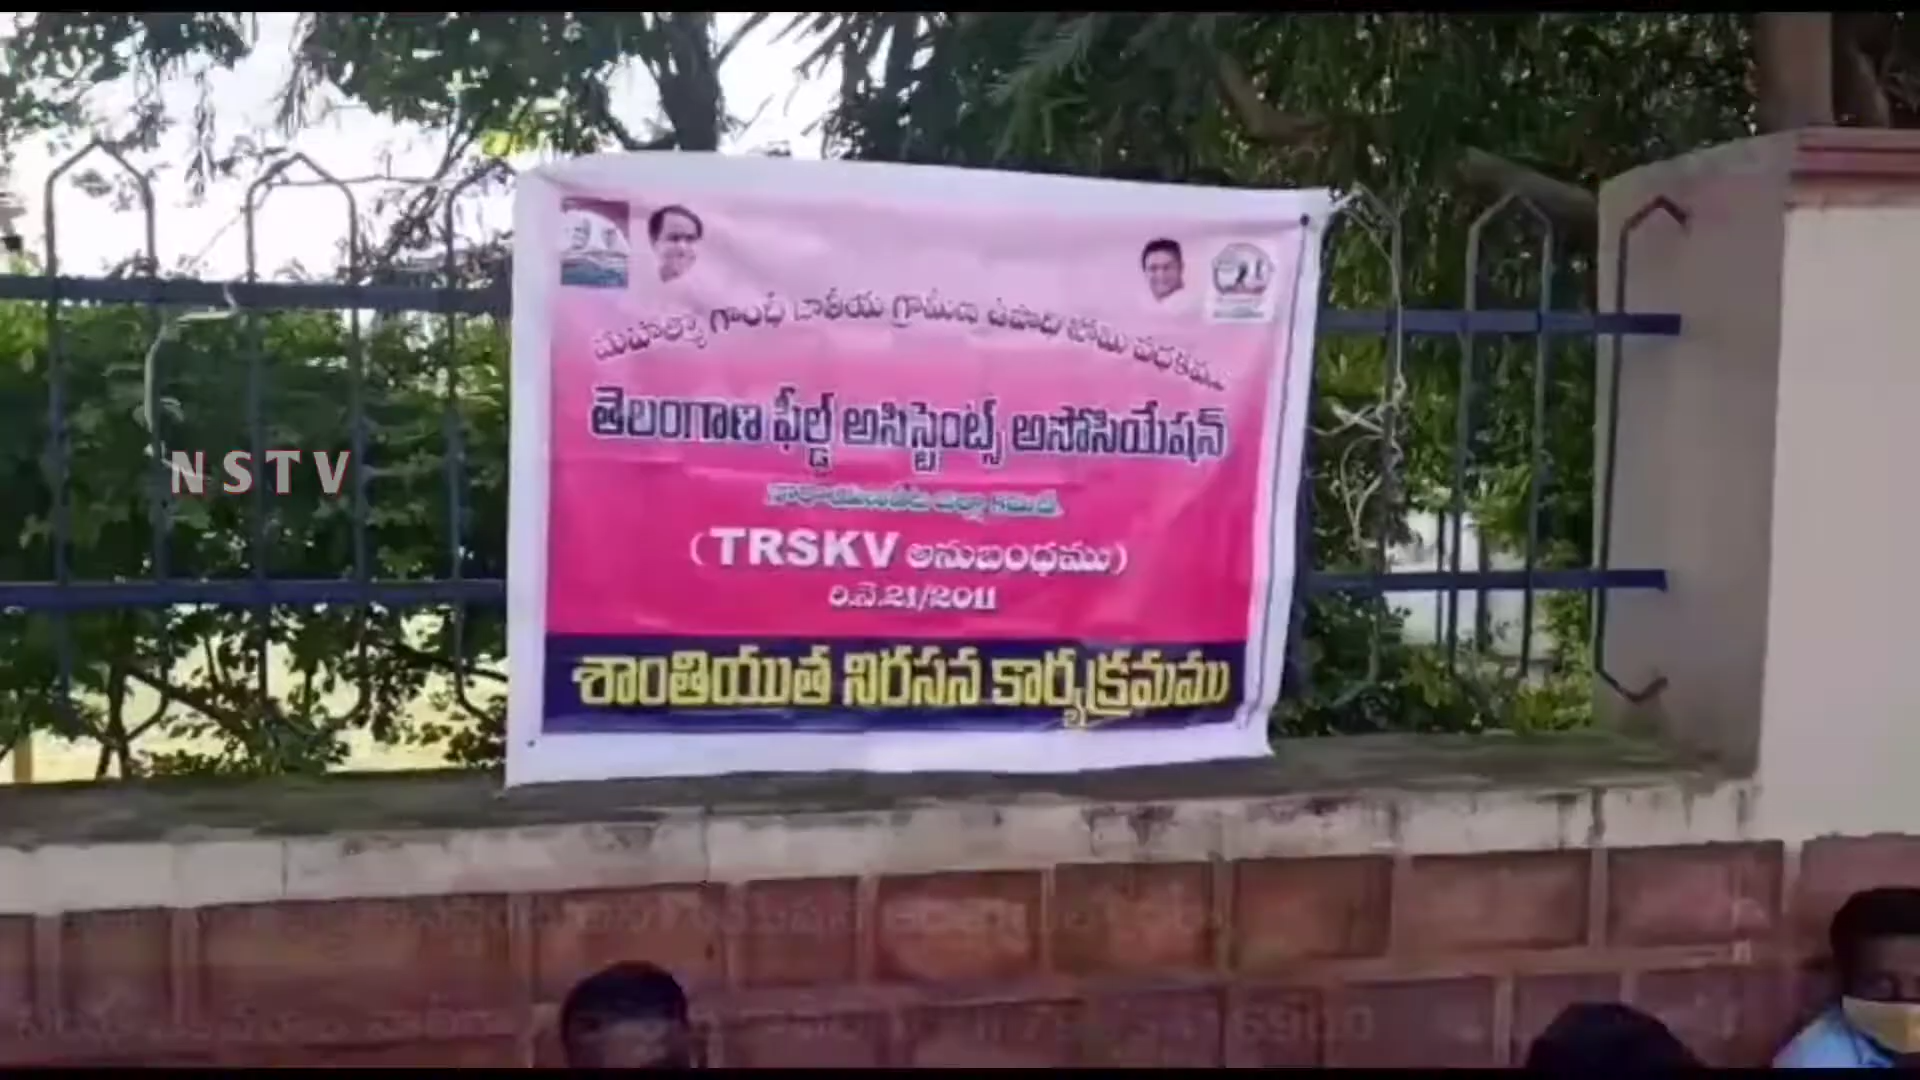 మహాత్మా గాంధీ జాతీయ గ్రామీణ ఉపాధి హామీ పథకము..
తెలంగాణ ఫీల్డ్ అసిస్టెంట్స్ అసోసియేషన్
NSTV
(TRSKV అనుబంధము)
రి.నె.21/2011
శాంతియుత నిరసన కార్యక్రమము